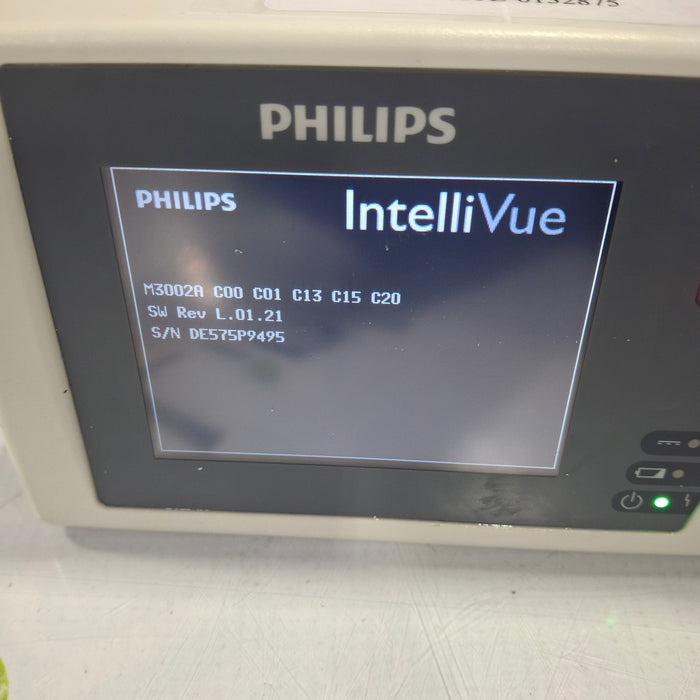 PHILIPS
PHILIPS
IntelliVue
M3002A C00 C01 C13 C15 C20
SW Rev L.01.21
S/N DE575P9495